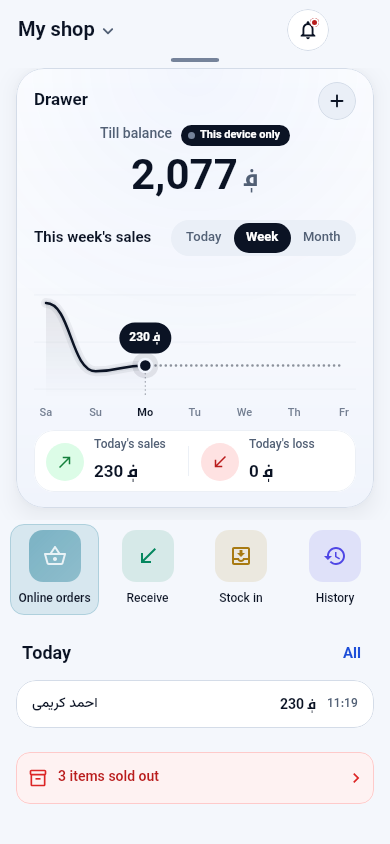 My shop
Drawer
Till balance
This device only
2,077 ؋
This week's sales
Today Week Month
230 ؋
Sa Su Mo Tu We Th Fr
Today's sales
230 ؋
Today's loss
0 ؋
Online orders
Receive
Stock in
History
Today
All
احمد کریمی
230 ؋
11:19
3 items sold out